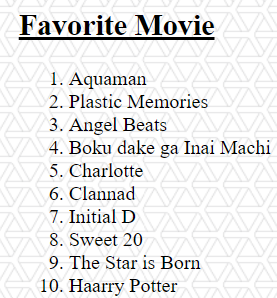 Favorite Movie
1. Aquaman
2. Plastic Memories
3. Angel Beats
4. Boku dake ga Inai Machi
5. Charlotte
6. Clannad
7. Initial D
8. Sweet 20
9. The Star is Born
10. Haarry Potter